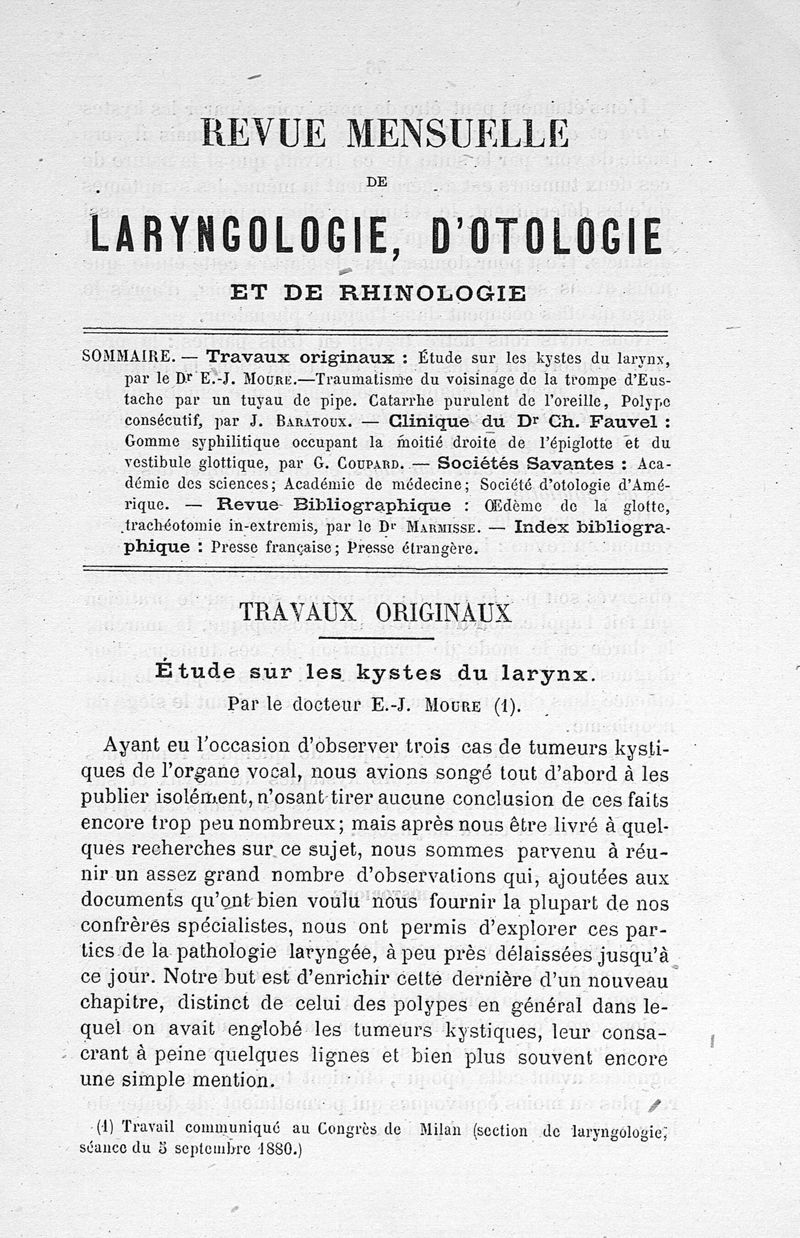 REVUE MENSUELLE
DE
LARYNGOLOGIE, D'OTOLOGIE
ET DE RHINOLOGIE
SOMMAIRE. — Travaux originaux : Étude sur les kystes du larynx,
par le Dr E.-J. MOURE.—Traumatisme du voisinage de la trompe d'Eus-
tache par un tuyau de pipe. Catarrhe purulent de l'oreille, Polype
consécutif, par J. BARATOUX. — Clinique du Dr Ch. Fauvel :
Gomme syphilitique occupant la moitié droite de l'épiglotte et du
vestibule glottique, par G. COUPARD. — Sociétés Savantes : Aca-
démie des sciences; Académie de médecine; Société d'otologie d'Amé-
rique. — Revue Bibliographique : Œdème de la glotte,
trachéotomie in-extremis, par le Dr MARMISSE. — Index bibliogra-
phique : Presse française; Presse étrangère.
TRAVAUX ORIGINAUX
Étude sur les kystes du larynx.
Par le docteur E.-J. MOURE (1).
Ayant eu l'occasion d'observer trois cas de tumeurs kysti-
ques de l'organe vocal, nous avions songé tout d'abord à les
publier isolément, n'osant tirer aucune conclusion de ces faits
encore trop peu nombreux; mais après nous être livré à quel-
ques recherches sur ce sujet, nous sommes parvenu à réu-
nir un assez grand nombre d'observations qui, ajoutées aux
documents qu'ont bien voulu nous fournir la plupart de nos
confrères spécialistes, nous ont permis d'explorer ces par-
ties de la pathologie laryngée, à peu près délaissées jusqu'à
ce jour. Notre but est d'enrichir cette dernière d'un nouveau
chapitre, distinct de celui des polypes en général dans le-
quel on avait englobé les tumeurs kystiques, leur consa-
crant à peine quelques lignes et bien plus souvent encore
une simple mention.
(1) Travail communiqué au Congrès de Milan (section de laryngologie,
séance du 5 septembre 1880.)